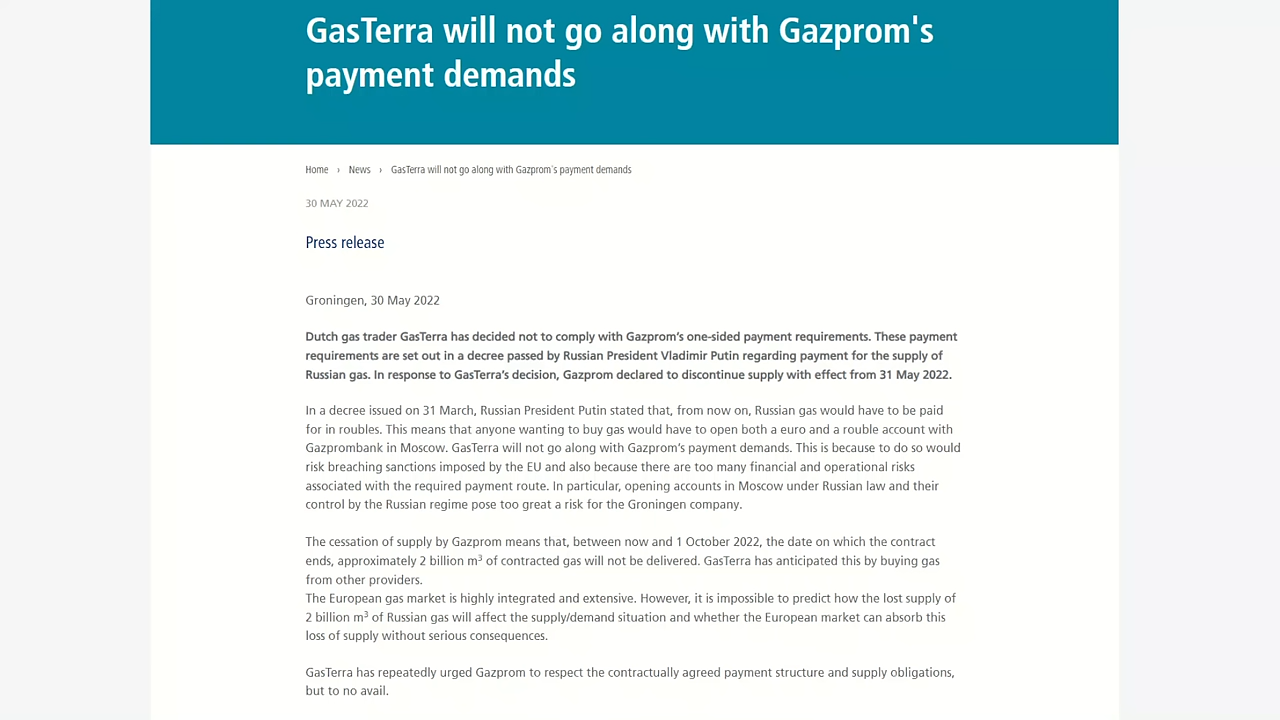 GasTerra will not go along with Gazprom's
payment demands
Home › News › GasTerra will not go along with Gazprom's payment demands
30 MAY 2022
Press release
Groningen, 30 May 2022
Dutch gas trader GasTerra has decided not to comply with Gazprom’s one-sided payment requirements. These payment
requirements are set out in a decree passed by Russian President Vladimir Putin regarding payment for the supply of
Russian gas. In response to GasTerra’s decision, Gazprom declared to discontinue supply with effect from 31 May 2022.
In a decree issued on 31 March, Russian President Putin stated that, from now on, Russian gas would have to be paid
for in roubles. This means that anyone wanting to buy gas would have to open both a euro and a rouble account with
Gazprombank in Moscow. GasTerra will not go along with Gazprom’s payment demands. This is because to do so would
risk breaching sanctions imposed by the EU and also because there are too many financial and operational risks
associated with the required payment route. In particular, opening accounts in Moscow under Russian law and their
control by the Russian regime pose too great a risk for the Groningen company.
The cessation of supply by Gazprom means that, between now and 1 October 2022, the date on which the contract
ends, approximately 2 billion m³ of contracted gas will not be delivered. GasTerra has anticipated this by buying gas
from other providers.
The European gas market is highly integrated and extensive. However, it is impossible to predict how the lost supply of
2 billion m³ of Russian gas will affect the supply/demand situation and whether the European market can absorb this
loss of supply without serious consequences.
GasTerra has repeatedly urged Gazprom to respect the contractually agreed payment structure and supply obligations,
but to no avail.